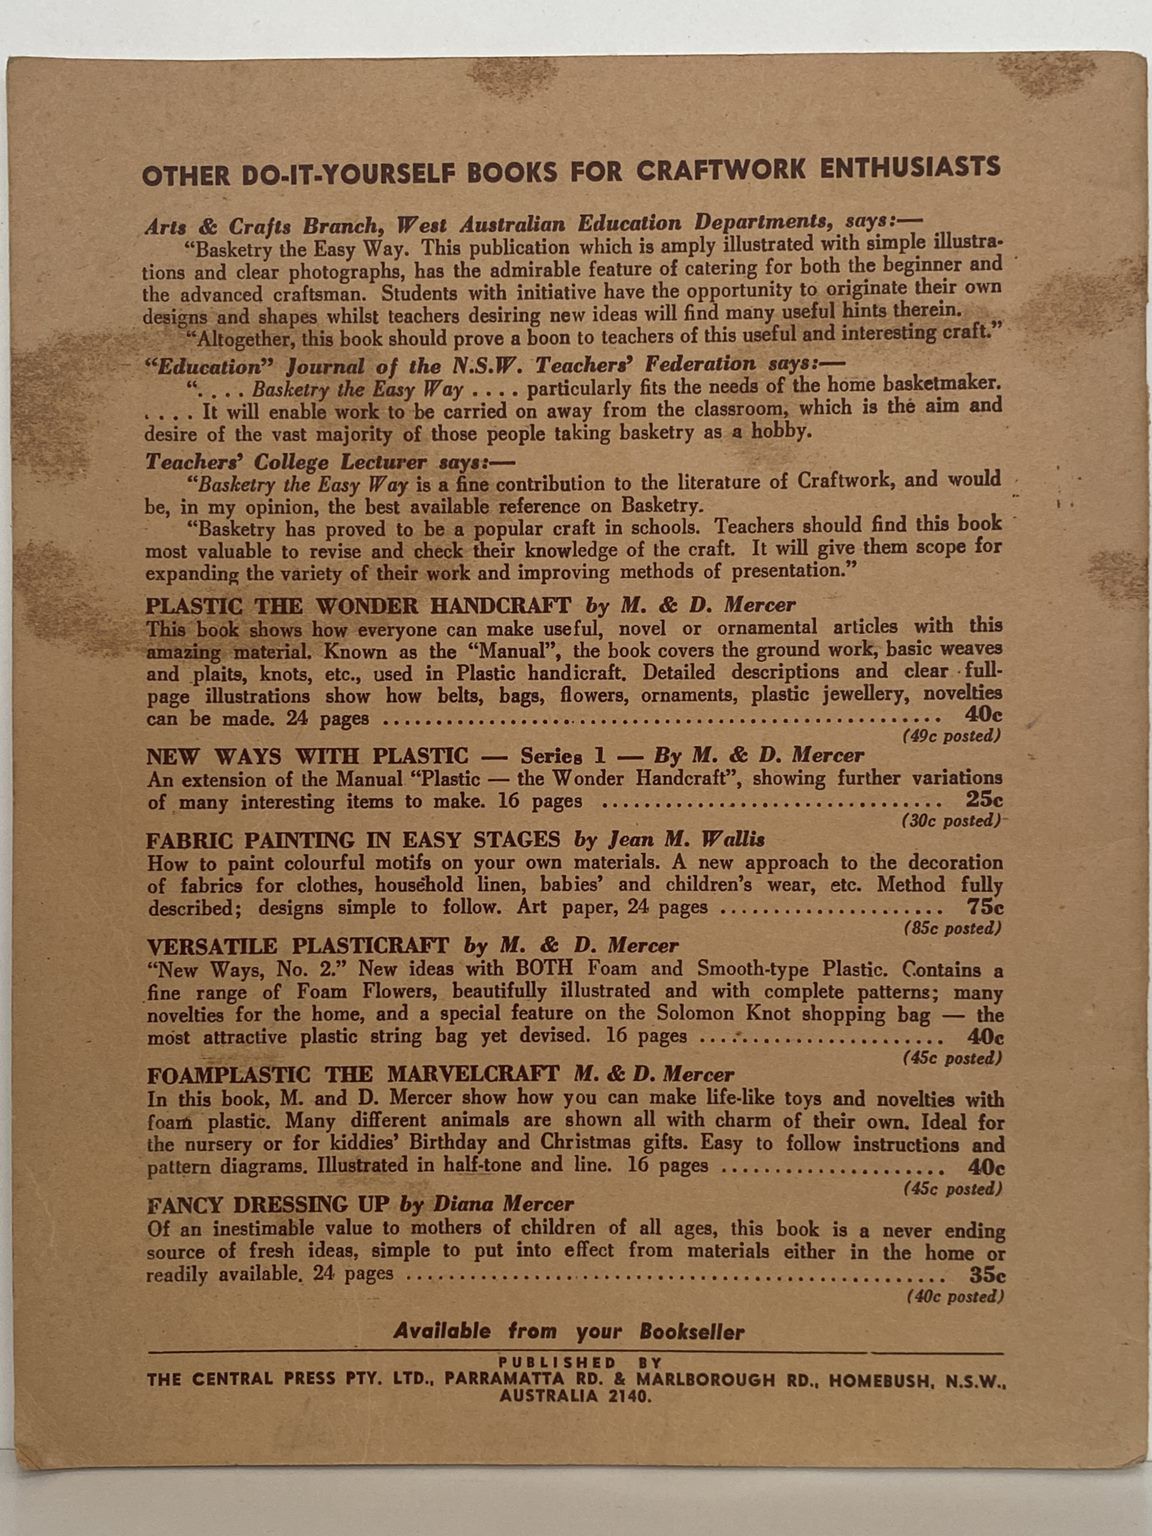 OTHER DO-IT-YOURSELF BOOKS FOR CRAFTWORK ENTHUSIASTS
Arts & Crafts Branch, West Australian Education Departments, says:—
"Basketry the Easy Way. This publication which is amply illustrated with simple illustra-
tions and clear photographs, has the admirable feature of catering for both the beginner and
the advanced craftsman. Students with initiative have the opportunity to originate their own
designs and shapes whilst teachers desiring new ideas will find many useful hints therein.
"Altogether, this book should prove a boon to teachers of this useful and interesting craft."
"Education" Journal of the N.S.W. Teachers' Federation says:—
". . . . Basketry the Easy Way . . . . particularly fits the needs of the home basketmaker.
. . . . It will enable work to be carried on away from the classroom, which is the aim and
desire of the vast majority of those people taking basketry as a hobby.
Teachers' College Lecturer says:—
"Basketry the Easy Way is a fine contribution to the literature of Craftwork, and would
be, in my opinion, the best available reference on Basketry.
"Basketry has proved to be a popular craft in schools. Teachers should find this book
most valuable to revise and check their knowledge of the craft. It will give them scope for
expanding the variety of their work and improving methods of presentation."
PLASTIC THE WONDER HANDCRAFT by M. & D. Mercer
This book shows how everyone can make useful, novel or ornamental articles with this
amazing material. Known as the "Manual", the book covers the ground work, basic weaves
and plaits, knots, etc., used in Plastic handicraft. Detailed descriptions and clear full-
page illustrations show how belts, bags, flowers, ornaments, plastic jewellery, novelties
can be made. 24 pages ..................................................... 40c
(49c posted)
NEW WAYS WITH PLASTIC — Series 1 — By M. & D. Mercer
An extension of the Manual "Plastic — the Wonder Handcraft", showing further variations
of many interesting items to make. 16 pages ................................ 25c
(30c posted)
FABRIC PAINTING IN EASY STAGES by Jean M. Wallis
How to paint colourful motifs on your own materials. A new approach to the decoration
of fabrics for clothes, household linen, babies' and children's wear, etc. Method fully
described; designs simple to follow. Art paper, 24 pages ...................... 75c
(85c posted)
VERSATILE PLASTICRAFT by M. & D. Mercer
"New Ways, No. 2." New ideas with BOTH Foam and Smooth-type Plastic. Contains a
fine range of Foam Flowers, beautifully illustrated and with complete patterns; many
novelties for the home, and a special feature on the Solomon Knot shopping bag — the
most attractive plastic string bag yet devised. 16 pages ........................ 40c
(45c posted)
FOAMPLASTIC THE MARVELCRAFT M. & D. Mercer
In this book, M. and D. Mercer show how you can make life-like toys and novelties with
foam plastic. Many different animals are shown all with charm of their own. Ideal for
the nursery or for kiddies' Birthday and Christmas gifts. Easy to follow instructions and
pattern diagrams. Illustrated in half-tone and line. 16 pages ...................... 40c
(45c posted)
FANCY DRESSING UP by Diana Mercer
Of an inestimable value to mothers of children of all ages, this book is a never ending
source of fresh ideas, simple to put into effect from materials either in the home or
readily available. 24 pages .................................................... 35c
(40c posted)
Available from your Bookseller
PUBLISHED BY
THE CENTRAL PRESS PTY. LTD., PARRAMATTA RD. & MARLBOROUGH RD., HOMEBUSH, N.S.W.,
AUSTRALIA 2140.